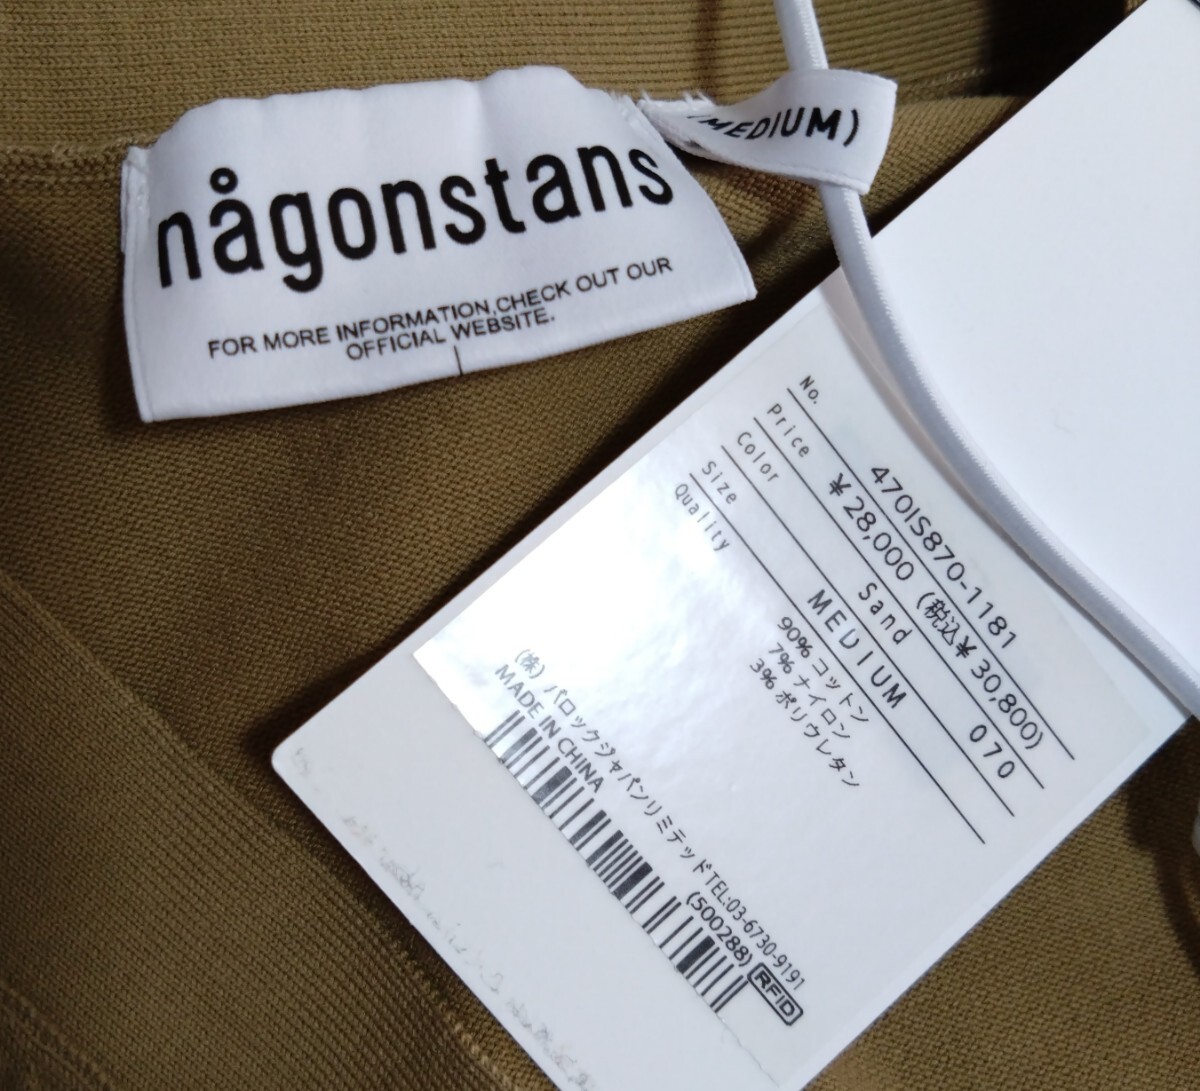 någonstans
FOR MORE INFORMATION,CHECK OUT OUR
OFFICIAL WEBSITE.
(MEDIUM)
No. 470IS870-1181
Price ¥28,000 (税込¥30,800)
Color Sand 070
Size MEDIUM
Quality 90% コットン
7% ナイロン
3% ポリウレタン
(株) バロックジャパンリミテッド TEL:03-6730-9191
MADE IN CHINA (500288)
RFID